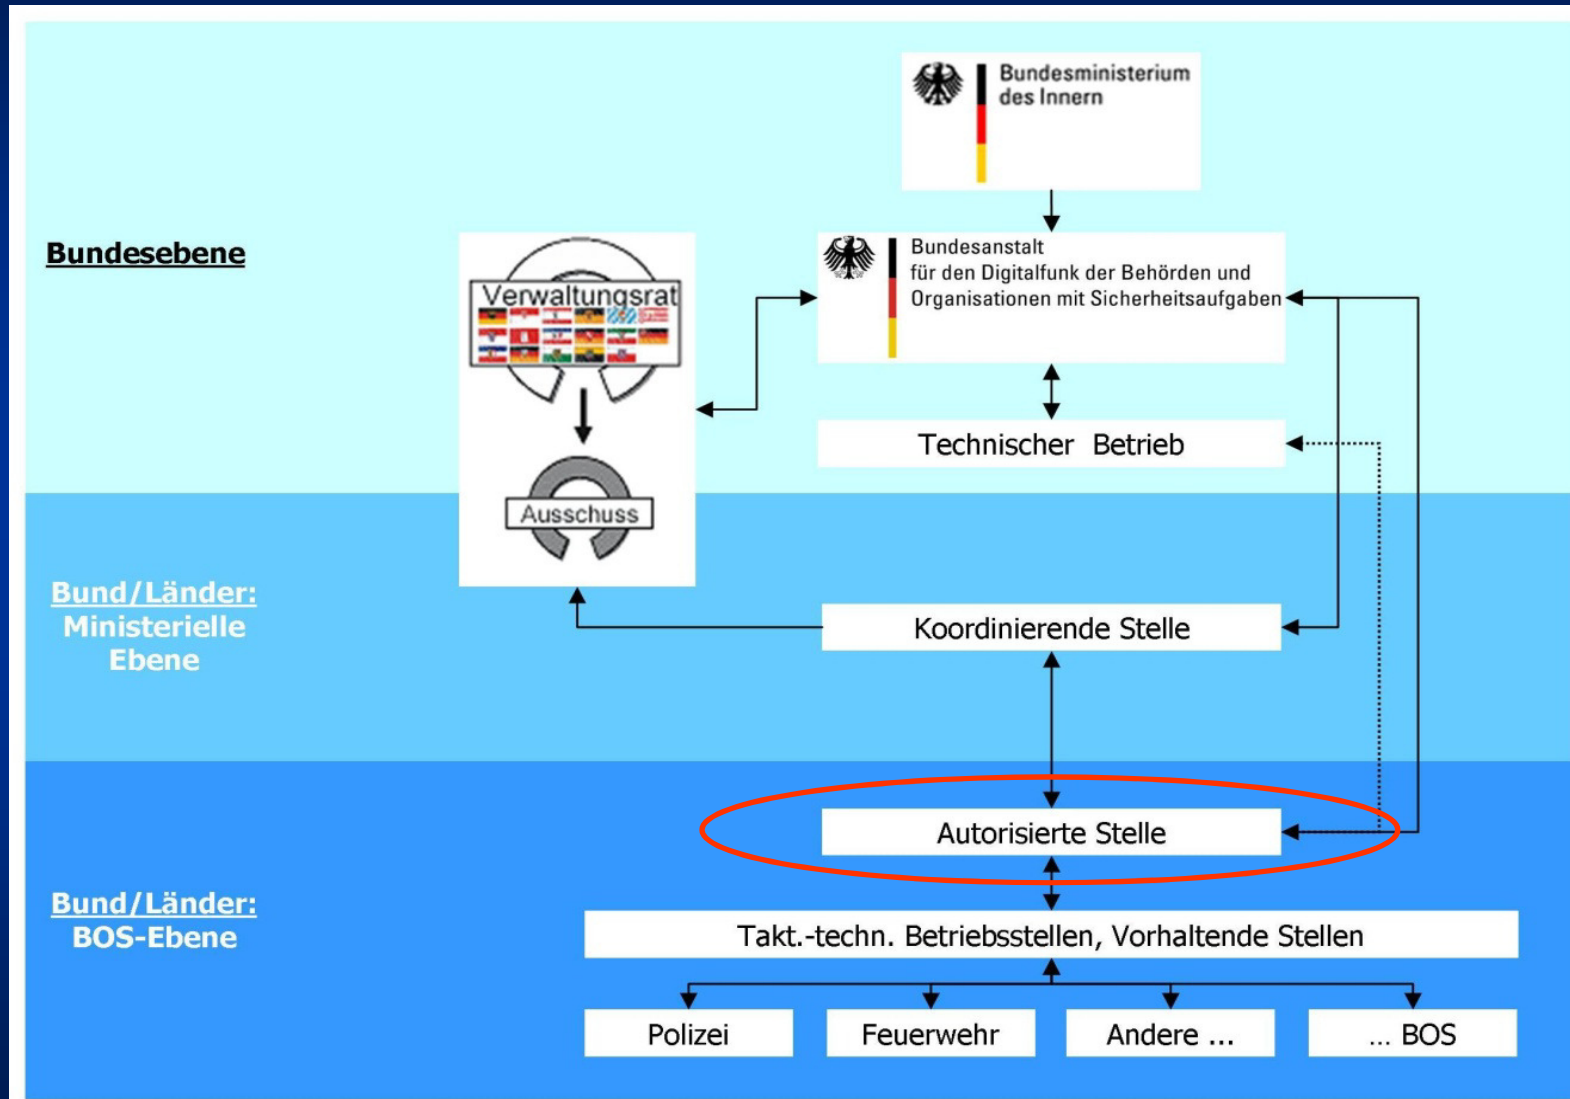 Bundesministerium
des Innern
Bundesebene
Verwaltungsrat
Bundesanstalt
für den Digitalfunk der Behörden und
Organisationen mit Sicherheitsaufgaben
Technischer Betrieb
Ausschuss
Bund/Länder:
Ministerielle
Ebene
Koordinierende Stelle
Autorisierte Stelle
Bund/Länder:
BOS-Ebene
Takt.-techn. Betriebsstellen, Vorhaltende Stellen
Polizei
Feuerwehr
Andere ...
... BOS